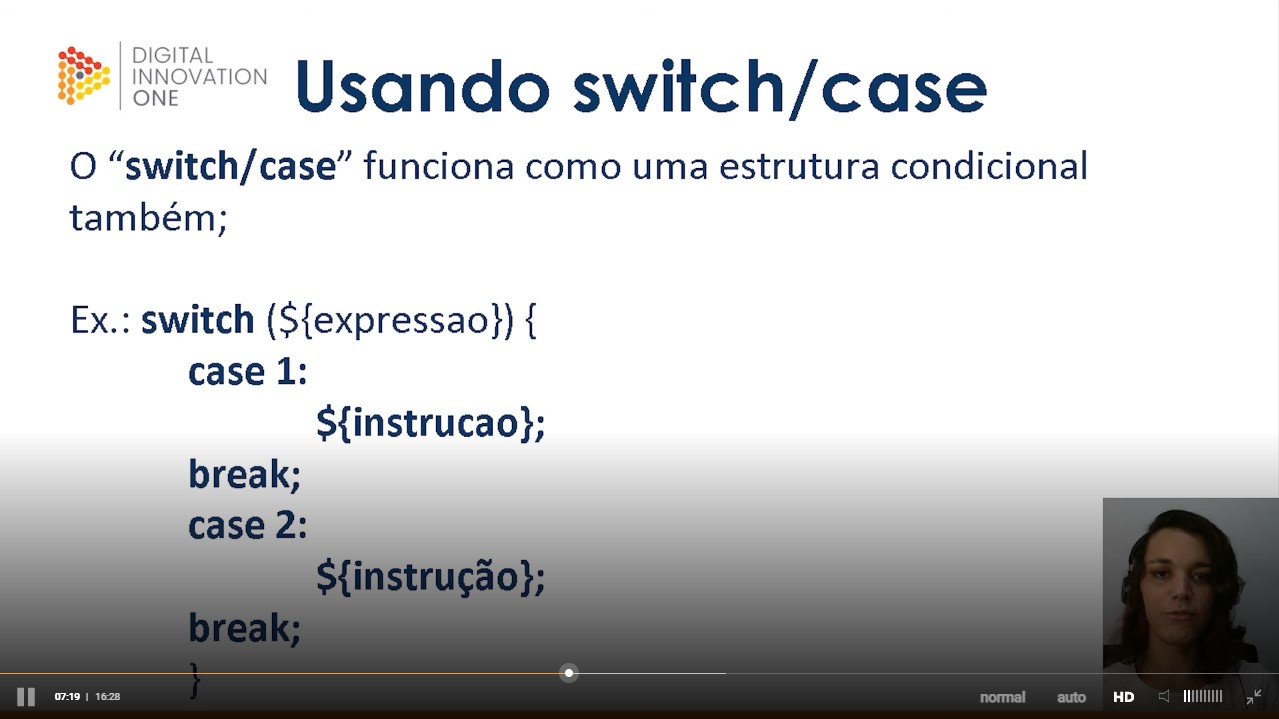 DIGITAL
INNOVATION
ONE
Usando switch/case
O “switch/case” funciona como uma estrutura condicional
também;
Ex.: switch (${expressao}) {
case 1:
${instrucao};
break;
case 2:
${instrução};
break;
}
07:19 | 16:28
normal auto HD